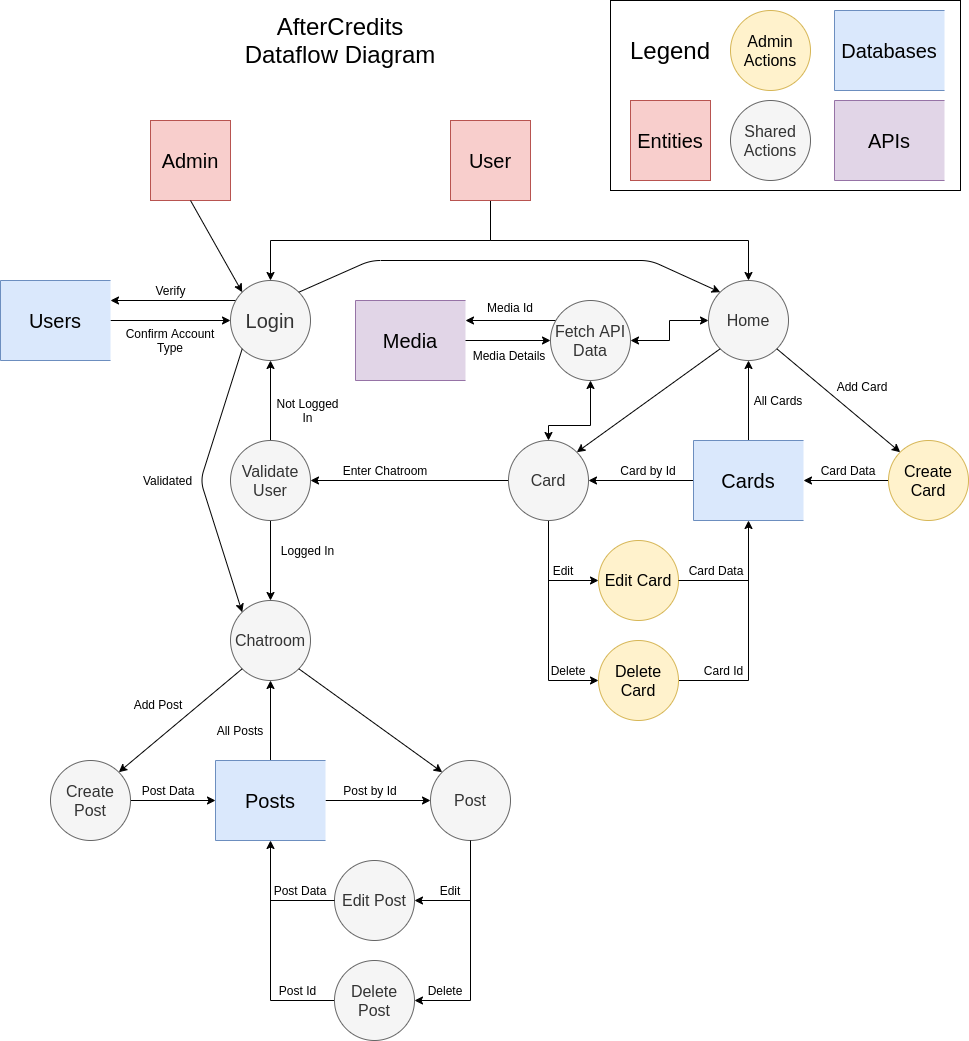 AfterCredits
Dataflow Diagram
Legend
Admin
Actions
Databases
Entities
Shared
Actions
APIs
Admin
User
Users
Verify
Confirm Account
Type
Login
Media
Media Id
Media Details
Fetch API
Data
Home
Add Card
All Cards
Not Logged
In
Validated
Validate
User
Enter Chatroom
Card
Card by Id
Cards
Card Data
Create
Card
Logged In
Edit
Edit Card
Card Data
Chatroom
Delete
Delete
Card
Card Id
Add Post
All Posts
Create
Post
Post Data
Posts
Post by Id
Post
Post Data
Edit Post
Edit
Post Id
Delete
Post
Delete